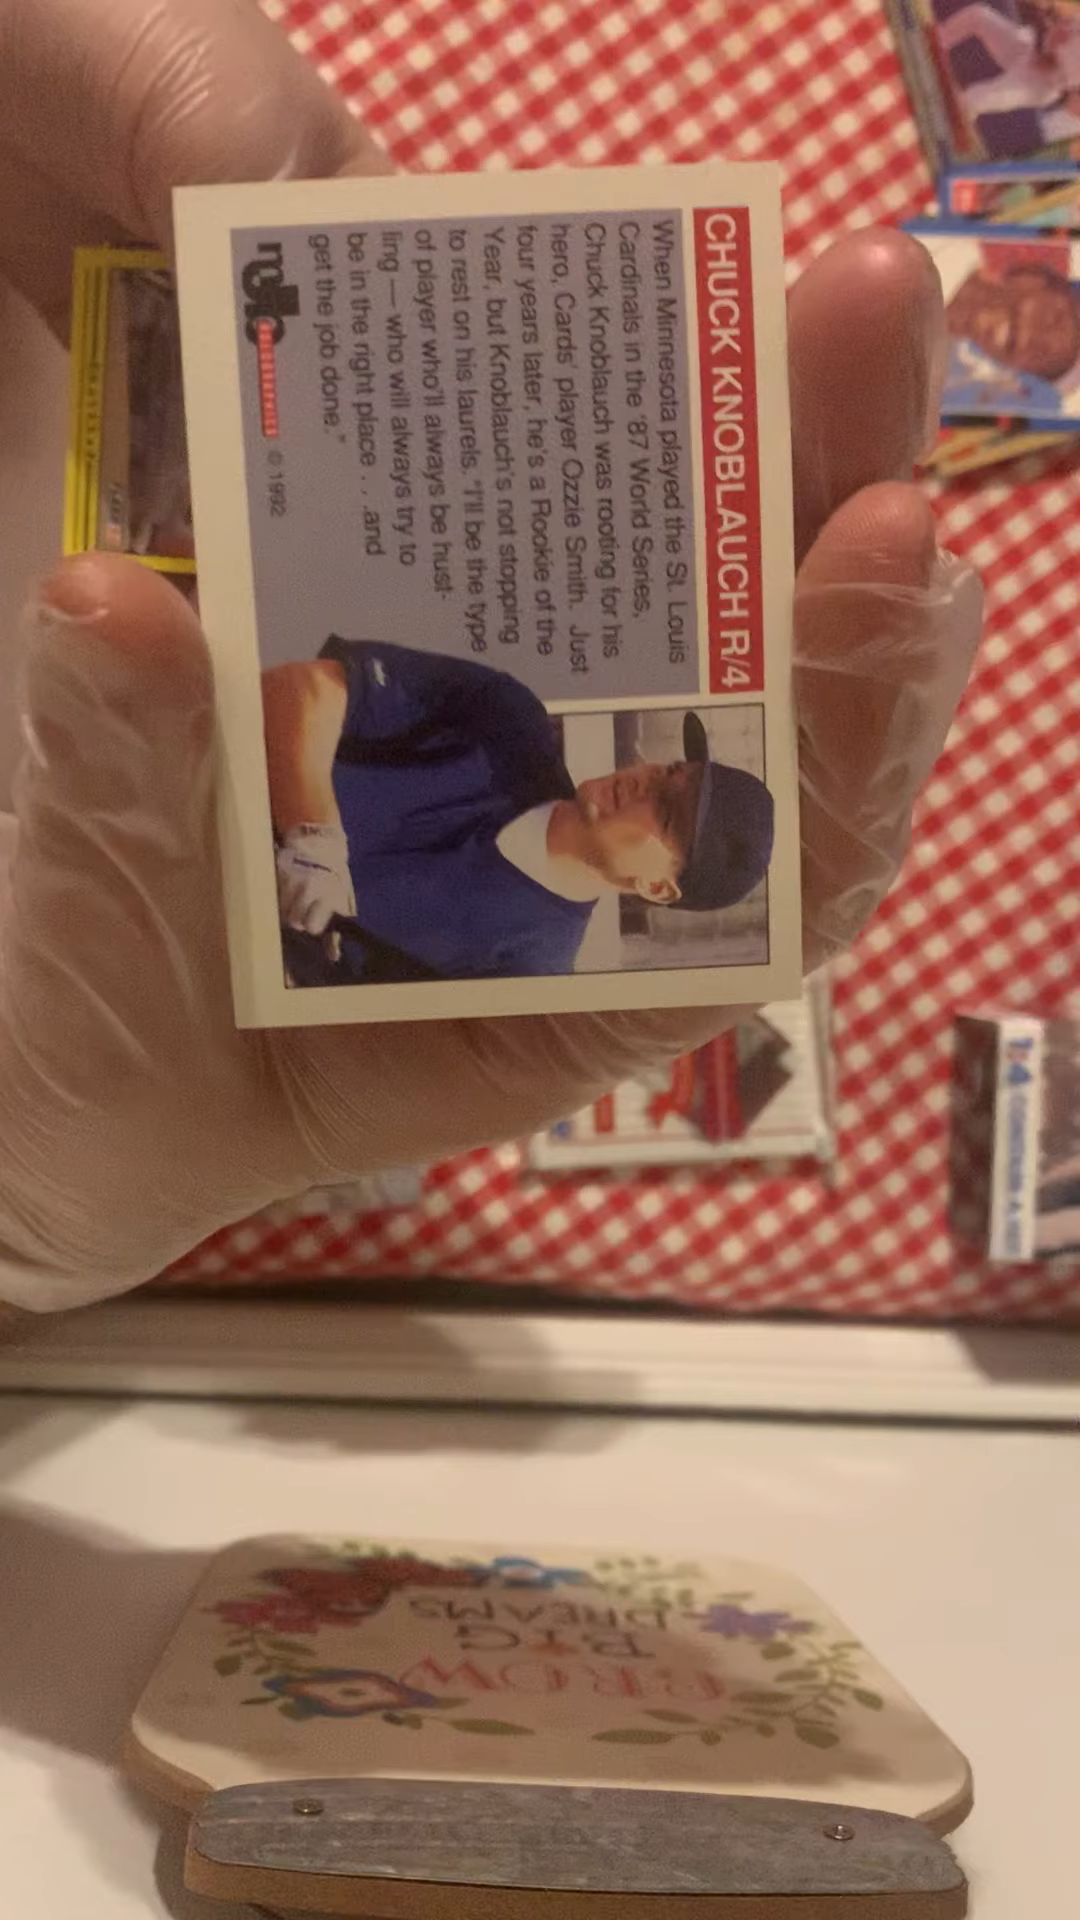 CHUCK KNOBLAUCH R/4
When Minnesota played the St. Louis
Cardinals in the '87 World Series,
Chuck Knoblauch was rooting for his
hero, Cards' player Ozzie Smith. Just
four years later, he's a Rookie of the
Year, but Knoblauch's not stopping
to rest on his laurels. "I'll be the type
of player who'll always be hust-
ling — who will always try to
be in the right place . . .and
get the job done."
© 1992
GROW
BIG
DREAMS